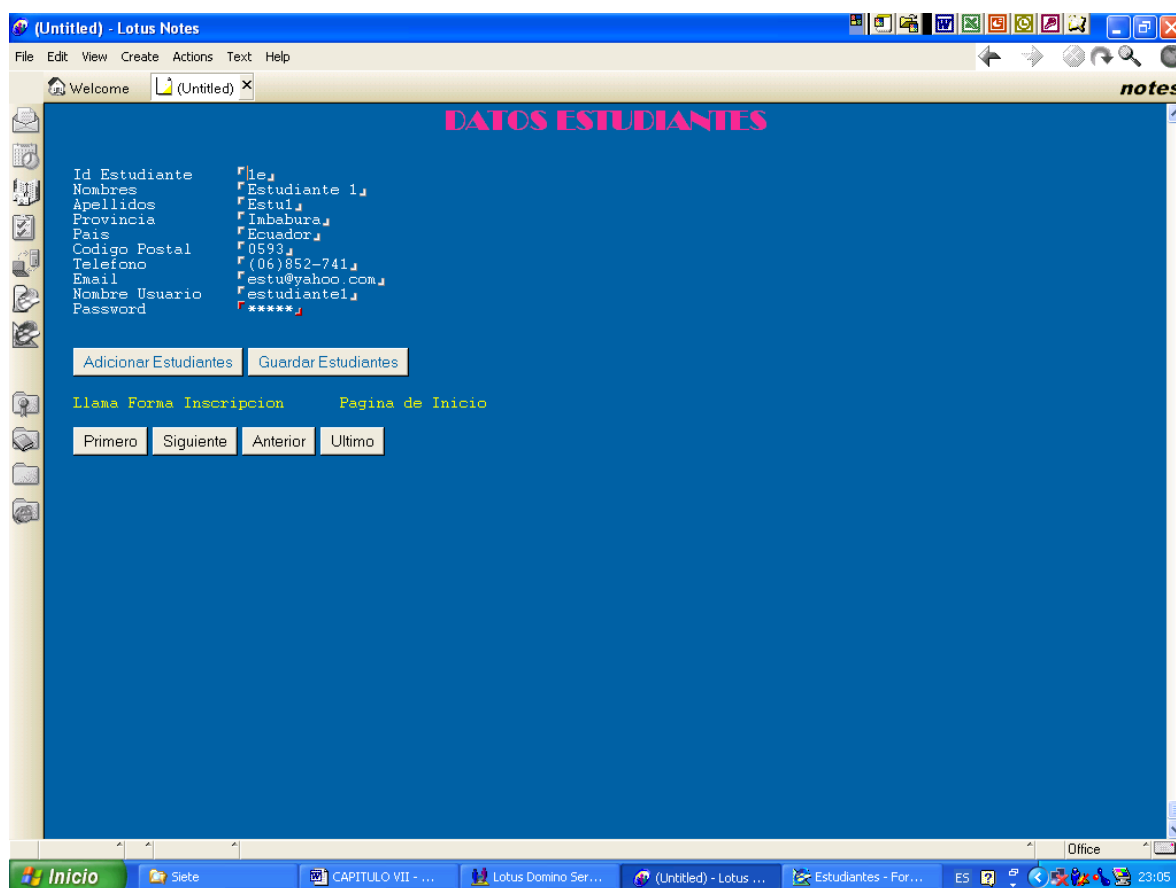 (Untitled) - Lotus Notes
File Edit View Create Actions Text Help
Welcome (Untitled) notes
DATOS ESTUDIANTES
Id Estudiante 1e
Nombres Estudiante 1
Apellidos Estu1
Provincia Imbabura
Pais Ecuador
Codigo Postal 0593
Telefono (06)852-741
Email estu@yahoo.com
Nombre Usuario estudiante1
Password *****
Adicionar Estudiantes Guardar Estudiantes
Llama Forma Inscripcion Pagina de Inicio
Primero Siguiente Anterior Ultimo
Office
Inicio Siete CAPITULO VII - ... Lotus Domino Ser... (Untitled) - Lotus ... Estudiantes - For... ES 23:05